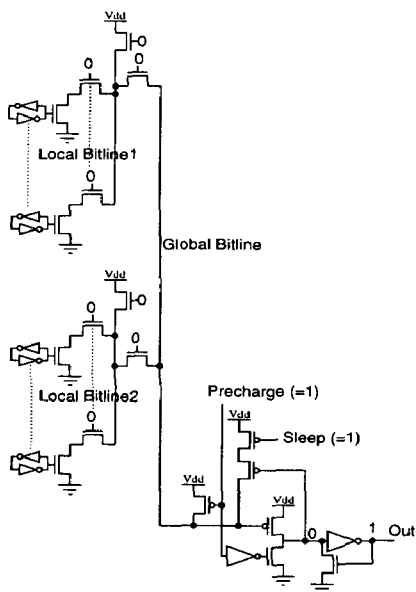 Vdd
0
0
0
Local Bitline1
0
Global Bitline
Vdd
0
0
0
Local Bitline2
0
Precharge (=1)
Vdd
Sleep (=1)
Vdd
Vdd
0
1
Out